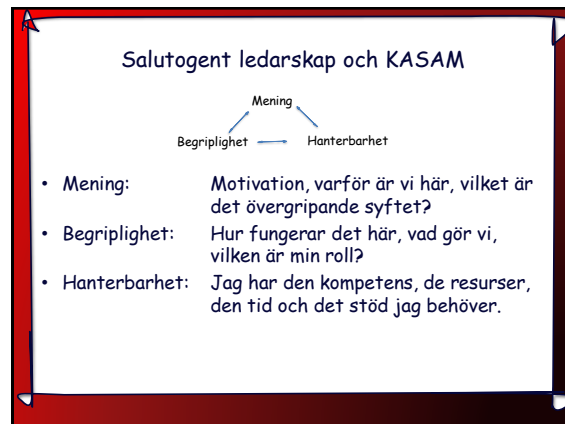 Salutogent ledarskap och KASAM
Mening
Begriplighet Hanterbarhet
• Mening: Motivation, varför är vi här, vilket är
det övergripande syftet?
• Begriplighet: Hur fungerar det här, vad gör vi,
vilken är min roll?
• Hanterbarhet: Jag har den kompetens, de resurser,
den tid och det stöd jag behöver.